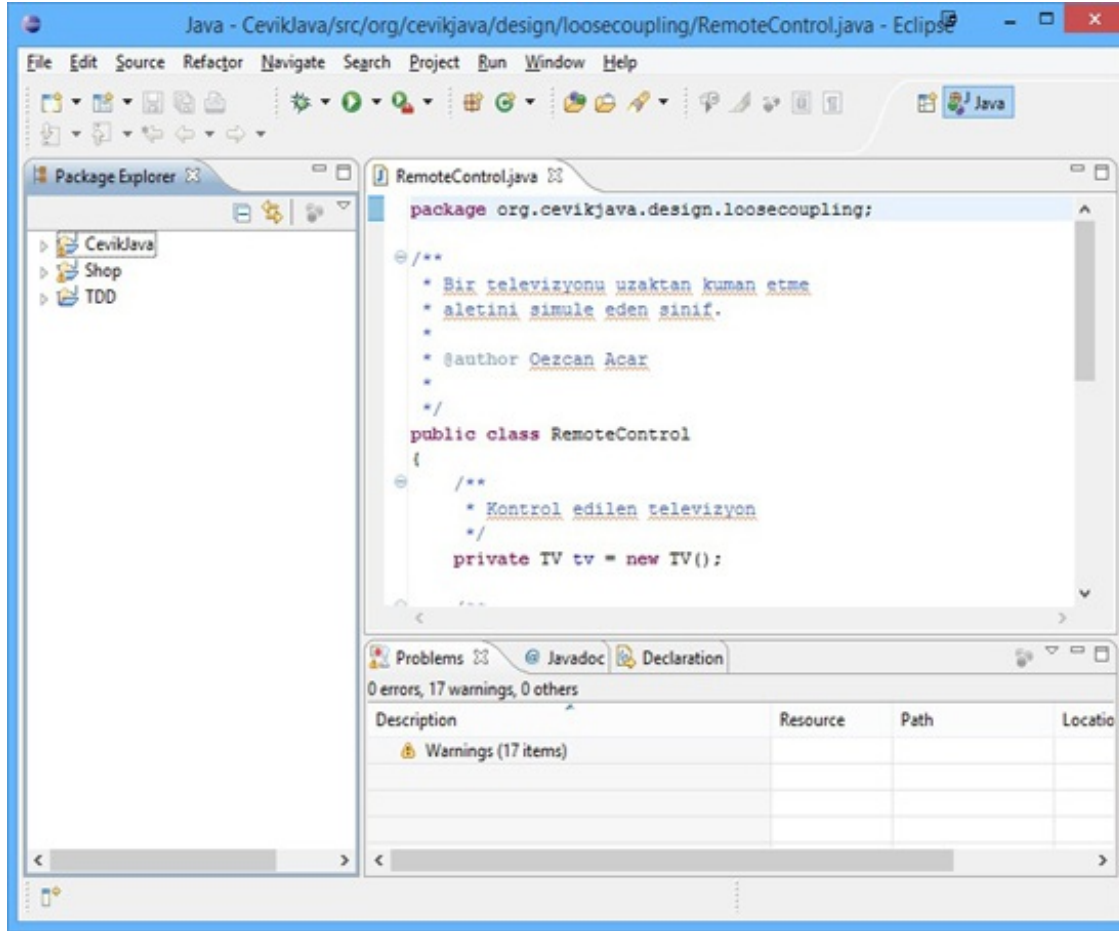 Java - CevikJava/src/org/cevikjava/design/loosecoupling/RemoteControl.java - Eclipse
File Edit Source Refactor Navigate Search Project Run Window Help
Java
Package Explorer
CevikJava
Shop
TDD
RemoteControl.java
package org.cevikjava.design.loosecoupling;
/**
* Bir televizyonu uzaktan kuman etme
* aletini simule eden sinif.
*
* @author Oezcan Acar
*
*/
public class RemoteControl
{
/**
* Kontrol edilen televizyon
*/
private TV tv = new TV();
/**
Problems @ Javadoc Declaration
0 errors, 17 warnings, 0 others
Description Resource Path Locatio
Warnings (17 items)